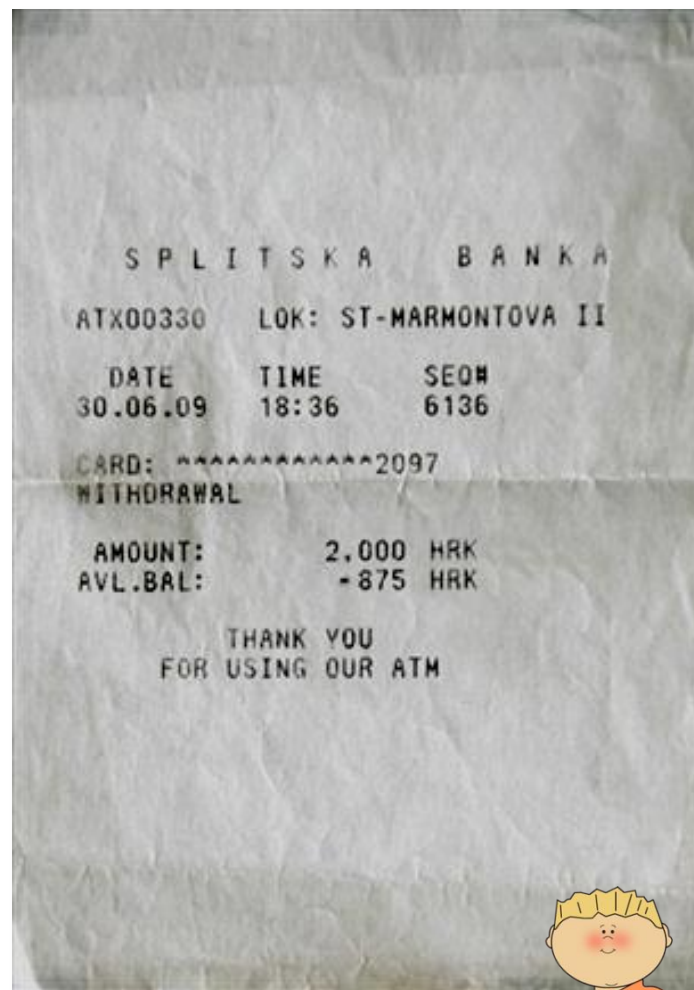 SPLITSKA BANKA
ATX00330 LOK: ST-MARMONTOVA II
DATE TIME SEQ#
30.06.09 18:36 6136
CARD: ************2097
WITHDRAWAL
AMOUNT: 2.000 HRK
AVL.BAL: -875 HRK
THANK YOU
FOR USING OUR ATM